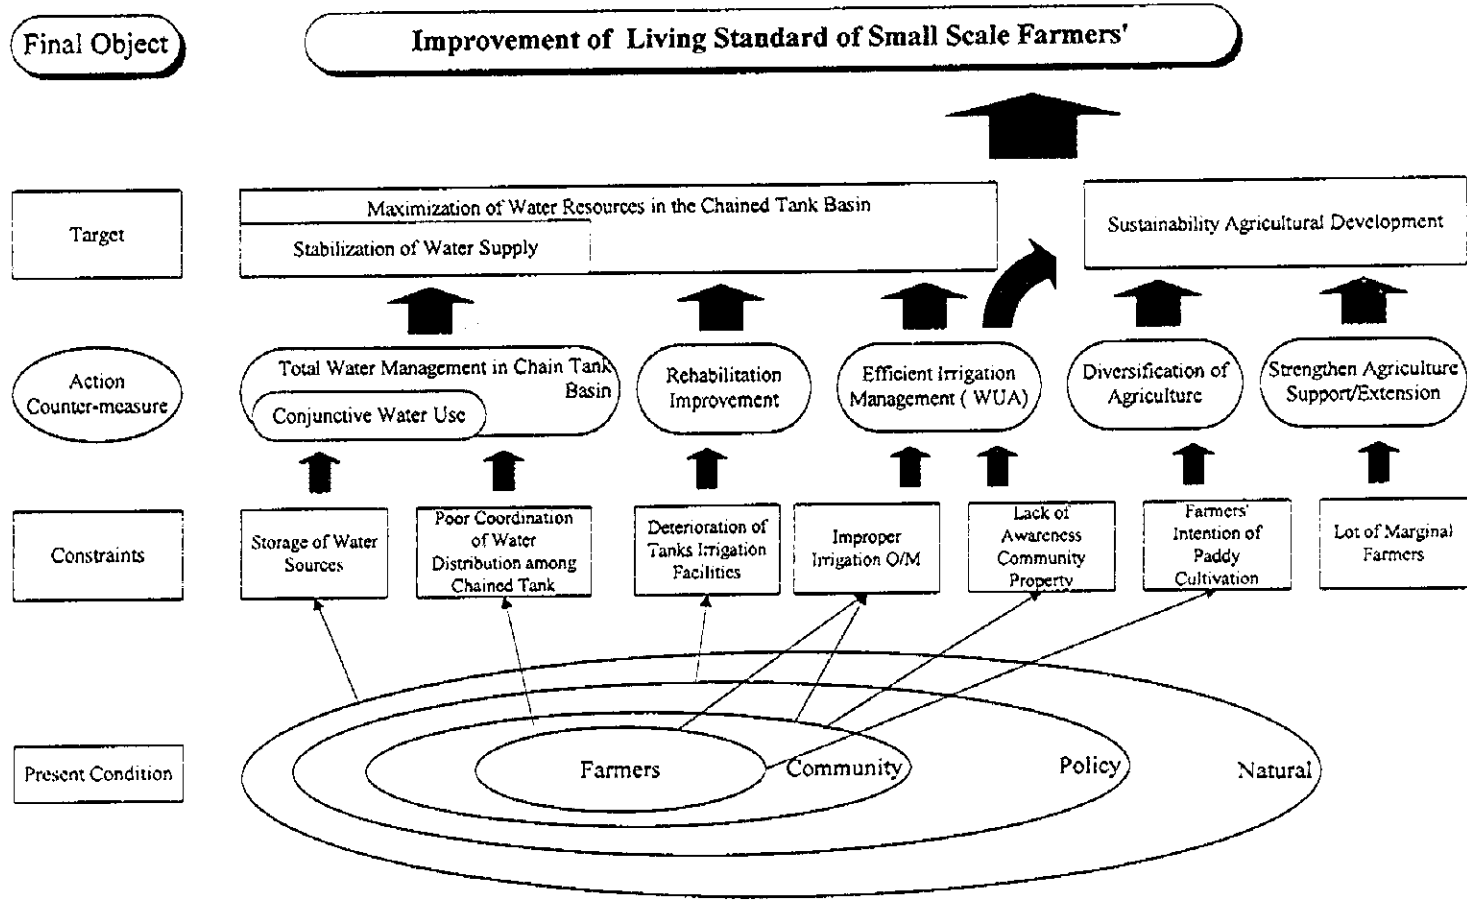 Final Object
Improvement of Living Standard of Small Scale Farmers'
Target
Maximization of Water Resources in the Chained Tank Basin
Stabilization of Water Supply
Sustainability Agricultural Development
Action
Counter-measure
Total Water Management in Chain Tank
Basin
Conjunctive Water Use
Rehabilitation
Improvement
Efficient Irrigation
Management ( WUA)
Diversification of
Agriculture
Strengthen Agriculture
Support/Extension
Constraints
Storage of Water
Sources
Poor Coordination
of Water
Distribution among
Chained Tank
Deterioration of
Tanks Irrigation
Facilities
Improper
Irrigation O/M
Lack of
Awareness
Community
Property
Farmers'
Intention of
Paddy
Cultivation
Lot of Marginal
Farmers
Present Condition
Farmers
Community
Policy
Natural